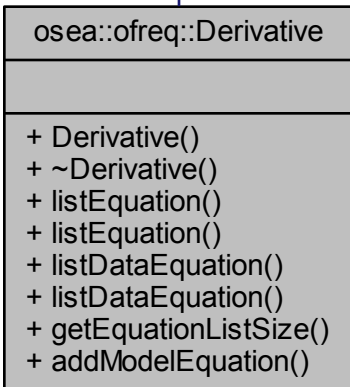 osea::ofreq::Derivative
+ Derivative()
+ ~Derivative()
+ listEquation()
+ listEquation()
+ listDataEquation()
+ listDataEquation()
+ getEquationListSize()
+ addModelEquation()